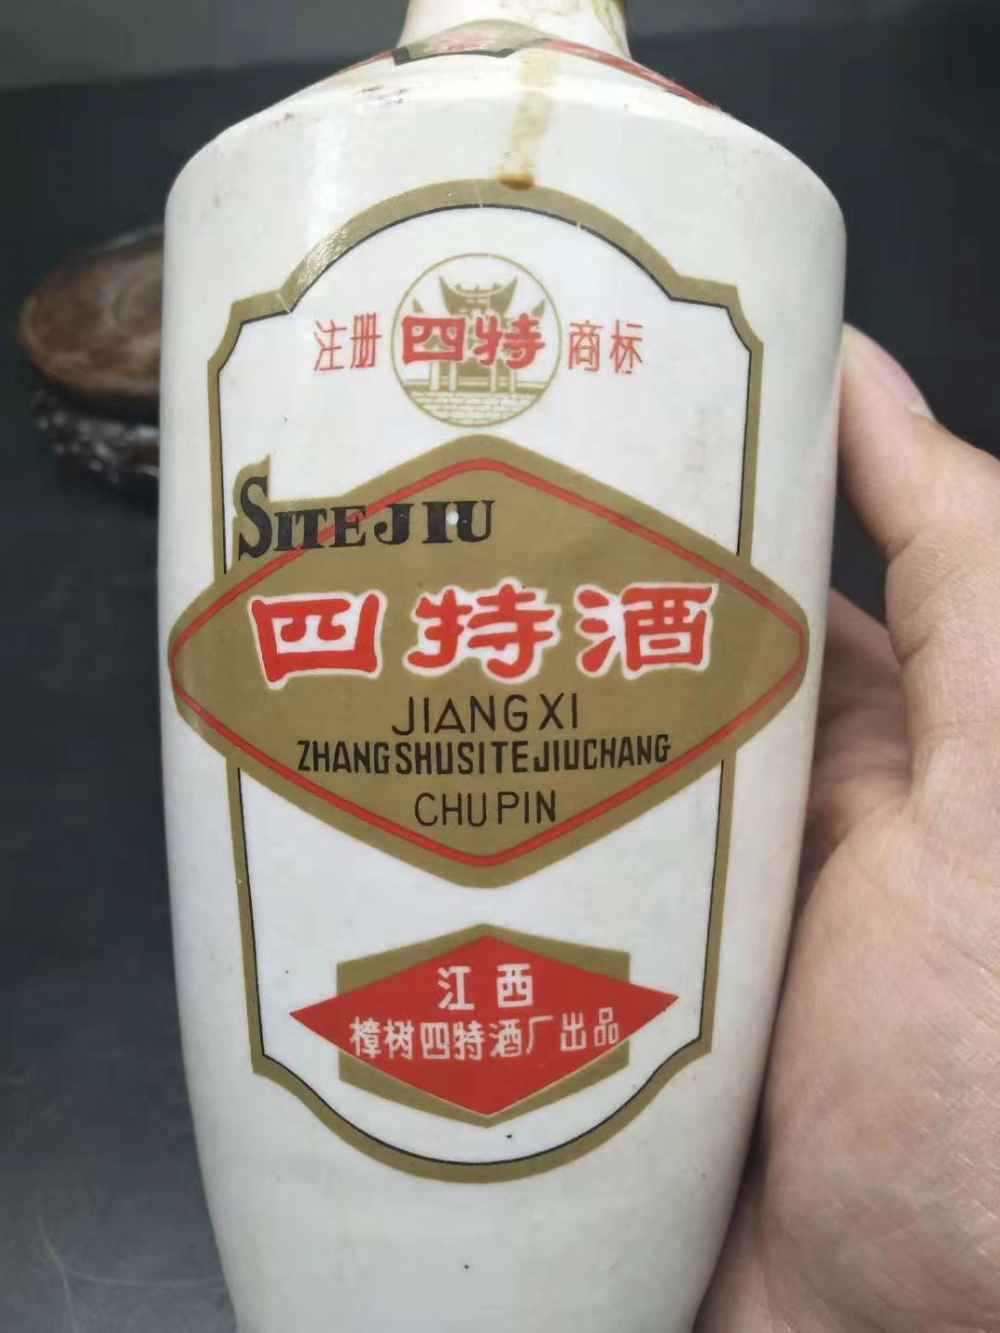 注册 四特 商标
SITEJIU
四特酒
JIANGXI
ZHANGSHUSITEJIUCHANG
CHUPIN
江西
樟树四特酒厂出品